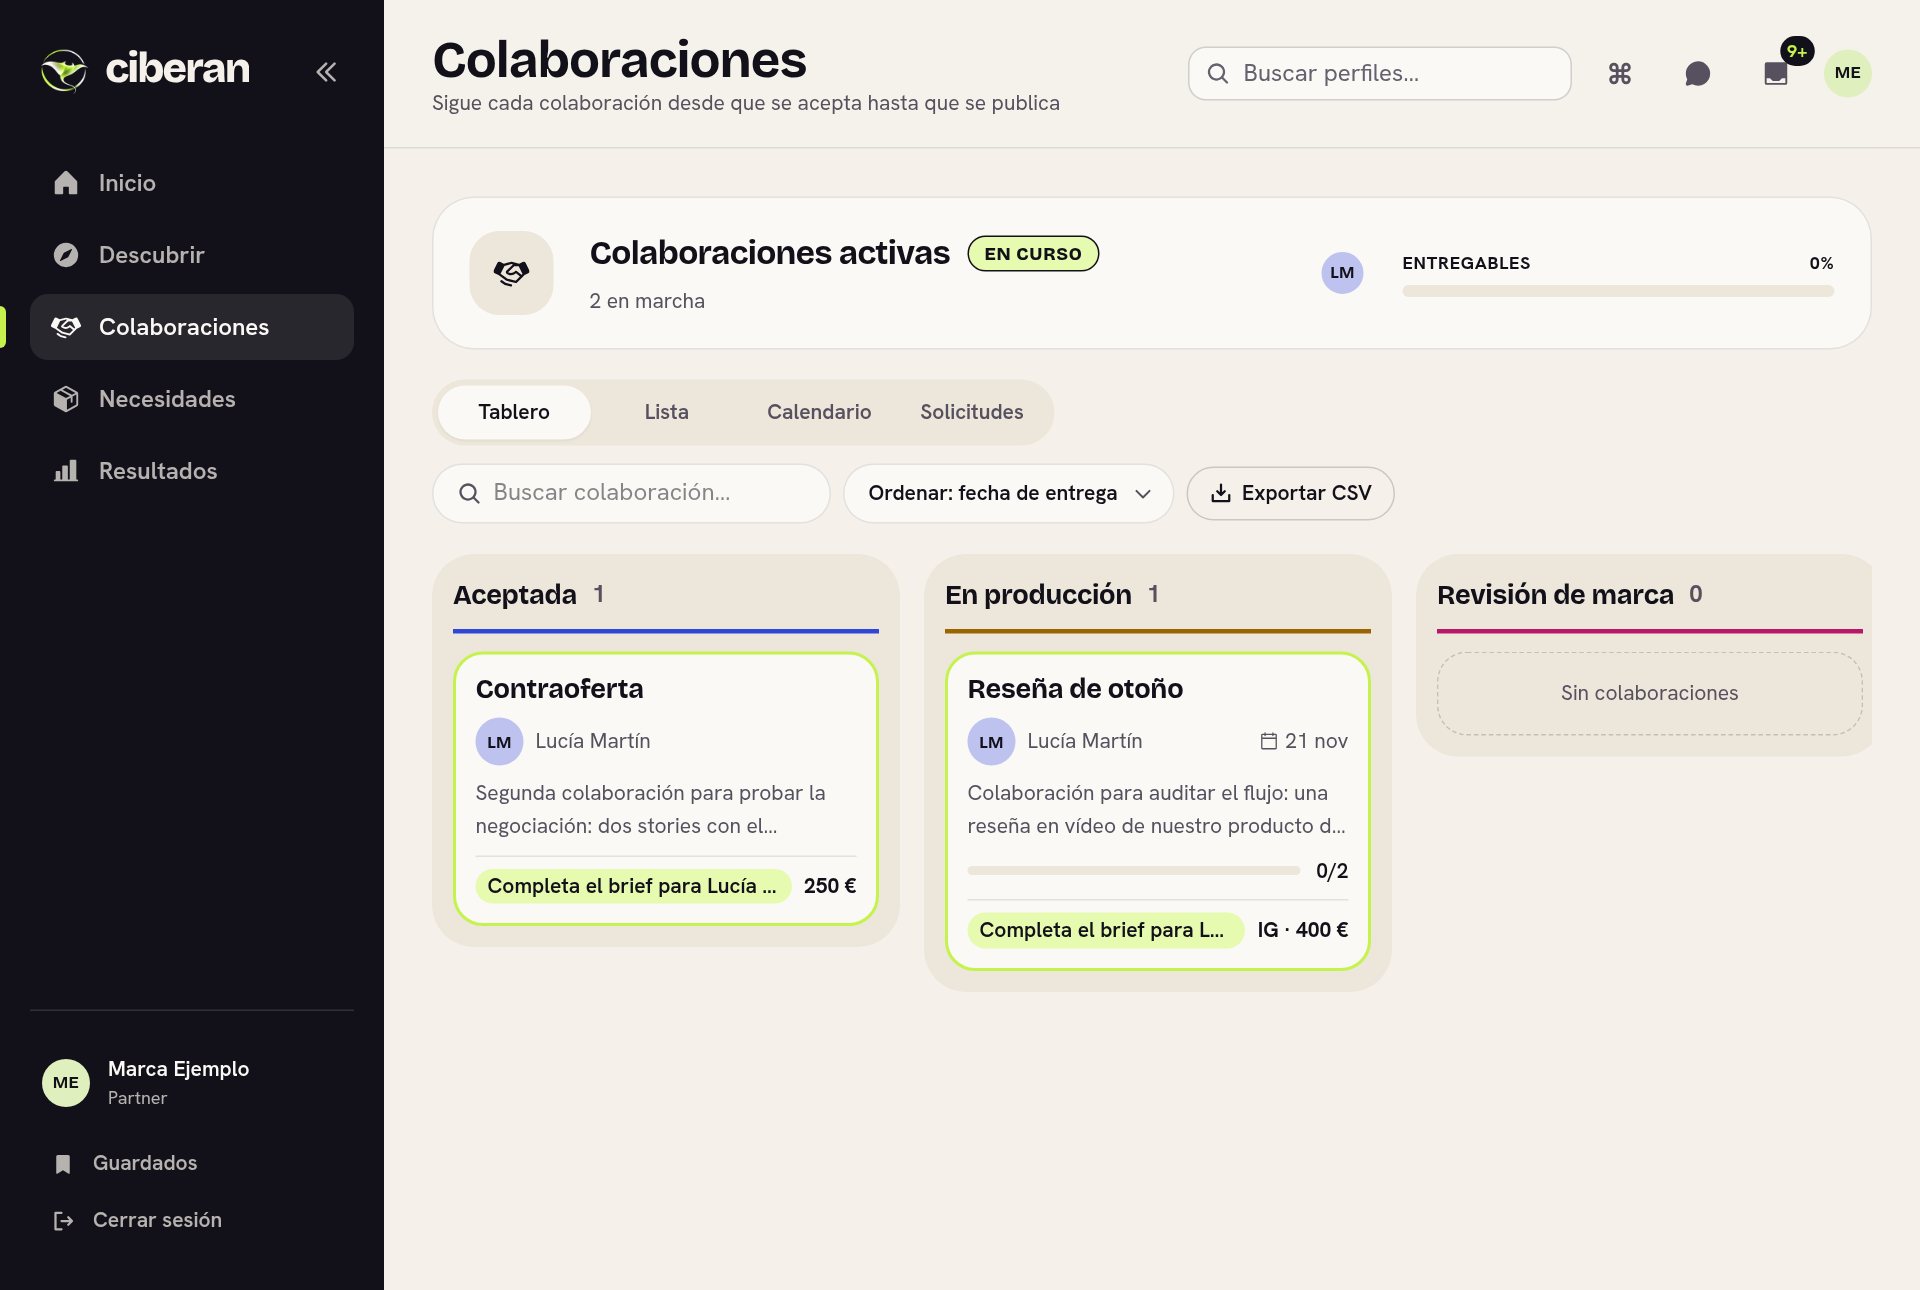 ciberan
Inicio
Descubrir
Colaboraciones
Necesidades
Resultados
ME
Marca Ejemplo
Partner
Guardados
Cerrar sesión
Colaboraciones
Sigue cada colaboración desde que se acepta hasta que se publica
Buscar perfiles...
9+
ME
Colaboraciones activas
EN CURSO
2 en marcha
LM
ENTREGABLES
0%
Tablero
Lista
Calendario
Solicitudes
Buscar colaboración...
Ordenar: fecha de entrega
Exportar CSV
Aceptada 1
Contraoferta
LM
Lucía Martín
Segunda colaboración para probar la
negociación: dos stories con el...
Completa el brief para Lucía ...
250 €
En producción 1
Reseña de otoño
LM
Lucía Martín
21 nov
Colaboración para auditar el flujo: una
reseña en vídeo de nuestro producto d...
0/2
Completa el brief para L...
IG · 400 €
Revisión de marca 0
Sin colaboraciones